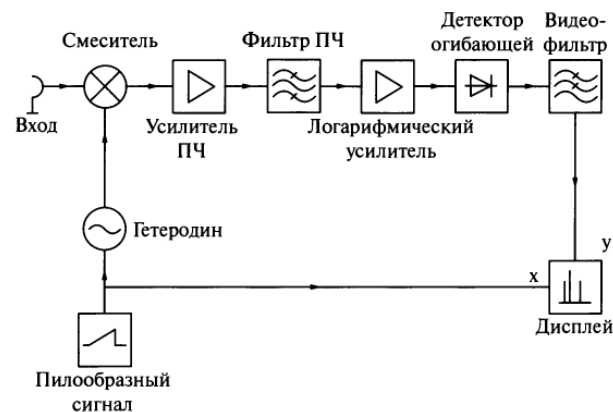 Смеситель
Фильтр ПЧ
Детектор
огибающей
Видео-
фильтр
Вход
Усилитель
ПЧ
Логарифмический
усилитель
Гетеродин
y
x
Дисплей
Пилообразный
сигнал